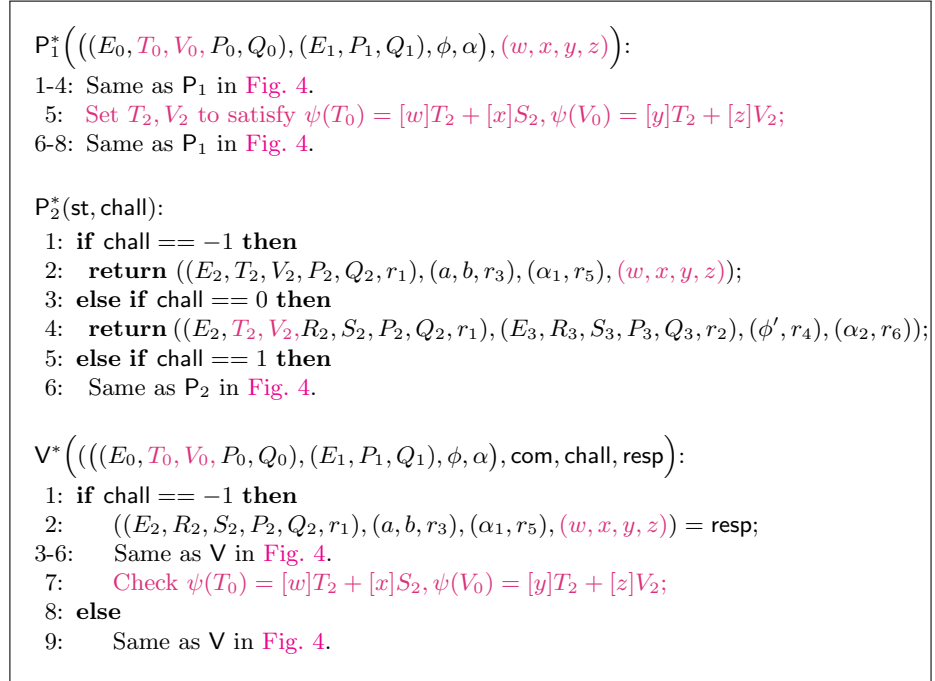 P₁*(((E₀, T₀, V₀, P₀, Q₀), (E₁, P₁, Q₁), ϕ, α), (w, x, y, z)):
1-4: Same as P₁ in Fig. 4.
5: Set T₂, V₂ to satisfy ψ(T₀) = [w]T₂ + [x]S₂, ψ(V₀) = [y]T₂ + [z]V₂;
6-8: Same as P₁ in Fig. 4.
P₂*(st, chall):
1: if chall == −1 then
2: return ((E₂, T₂, V₂, P₂, Q₂, r₁), (a, b, r₃), (α₁, r₅), (w, x, y, z));
3: else if chall == 0 then
4: return ((E₂, T₂, V₂, R₂, S₂, P₂, Q₂, r₁), (E₃, R₃, S₃, P₃, Q₃, r₂), (ϕ′, r₄), (α₂, r₆));
5: else if chall == 1 then
6: Same as P₂ in Fig. 4.
V*((((E₀, T₀, V₀, P₀, Q₀), (E₁, P₁, Q₁), ϕ, α), com, chall, resp):
1: if chall == −1 then
2: ((E₂, R₂, S₂, P₂, Q₂, r₁), (a, b, r₃), (α₁, r₅), (w, x, y, z)) = resp;
3-6: Same as V in Fig. 4.
7: Check ψ(T₀) = [w]T₂ + [x]S₂, ψ(V₀) = [y]T₂ + [z]V₂;
8: else
9: Same as V in Fig. 4.